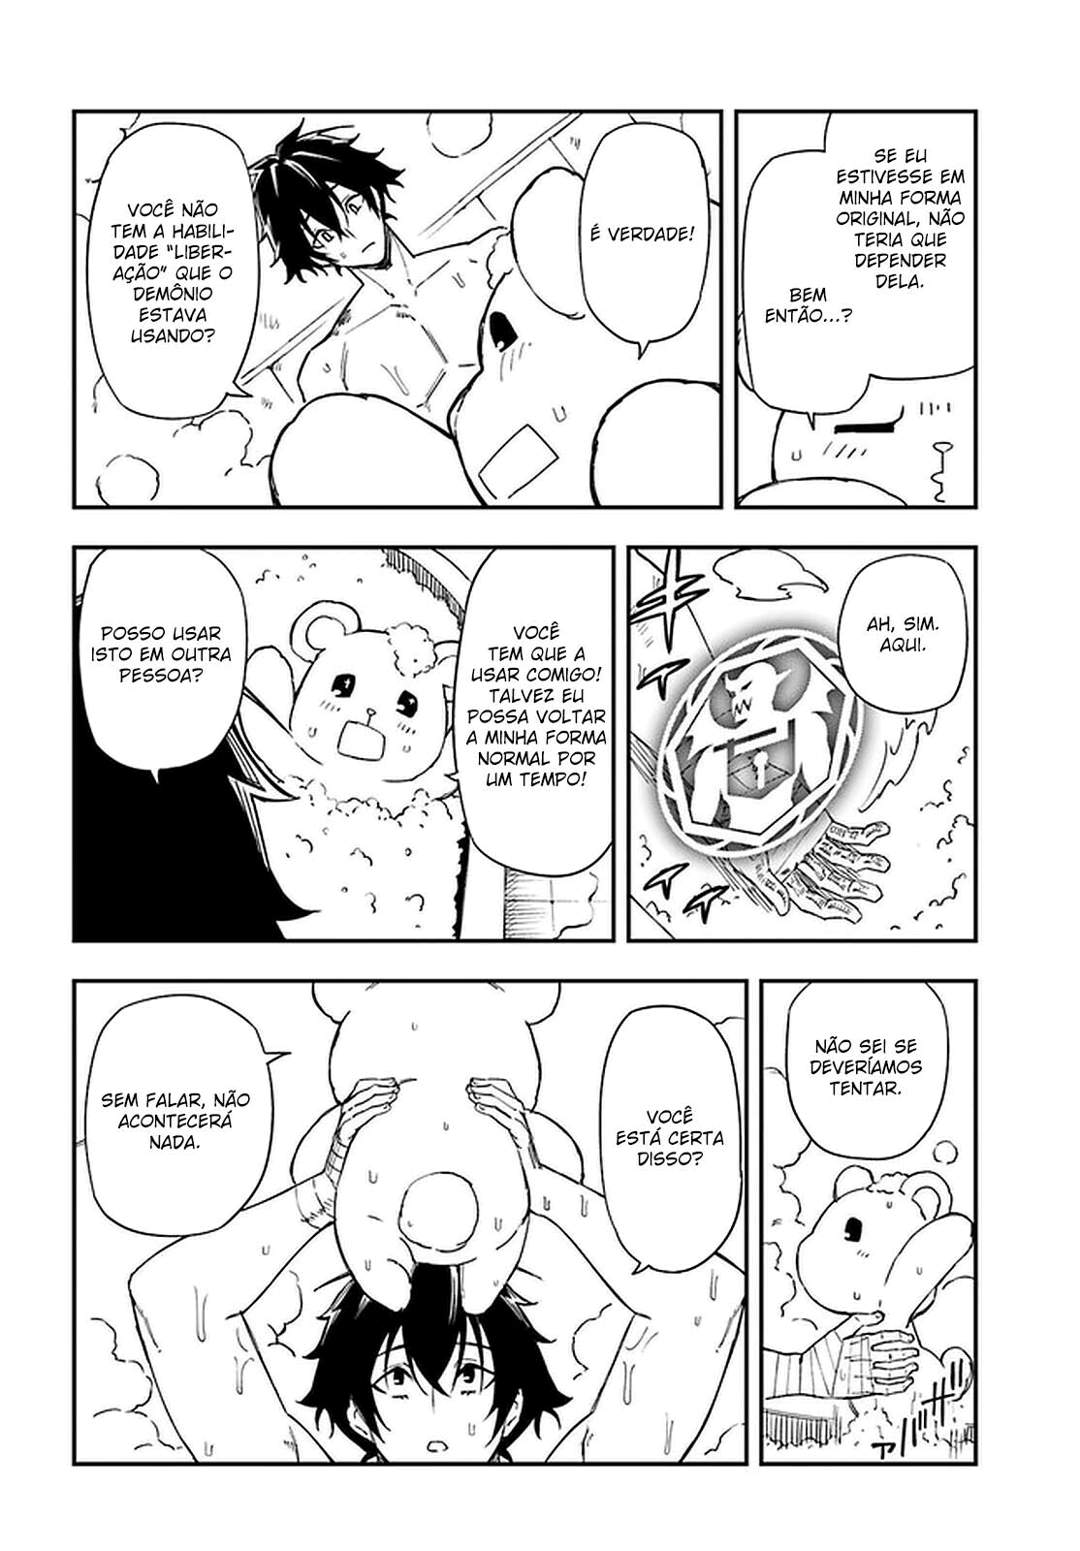 SE EU
ESTIVESSE EM
MINHA FORMA
ORIGINAL, NÃO
TERIA QUE
DEPENDER
DELA.
BEM
ENTÃO...?
É VERDADE!
VOCÊ NÃO
TEM A HABILI-
DADE "LIBER-
AÇÃO" QUE O
DEMÔNIO
ESTAVA
USANDO?
AH, SIM.
AQUI.
VOCÊ
TEM QUE A
USAR COMIGO!
TALVEZ EU
POSSA VOLTAR
A MINHA FORMA
NORMAL POR
UM TEMPO!
POSSO USAR
ISTO EM OUTRA
PESSOA?
NÃO SEI SE
DEVERÍAMOS
TENTAR.
VOCÊ
ESTÁ CERTA
DISSO?
SEM FALAR, NÃO
ACONTECERÁ
NADA.